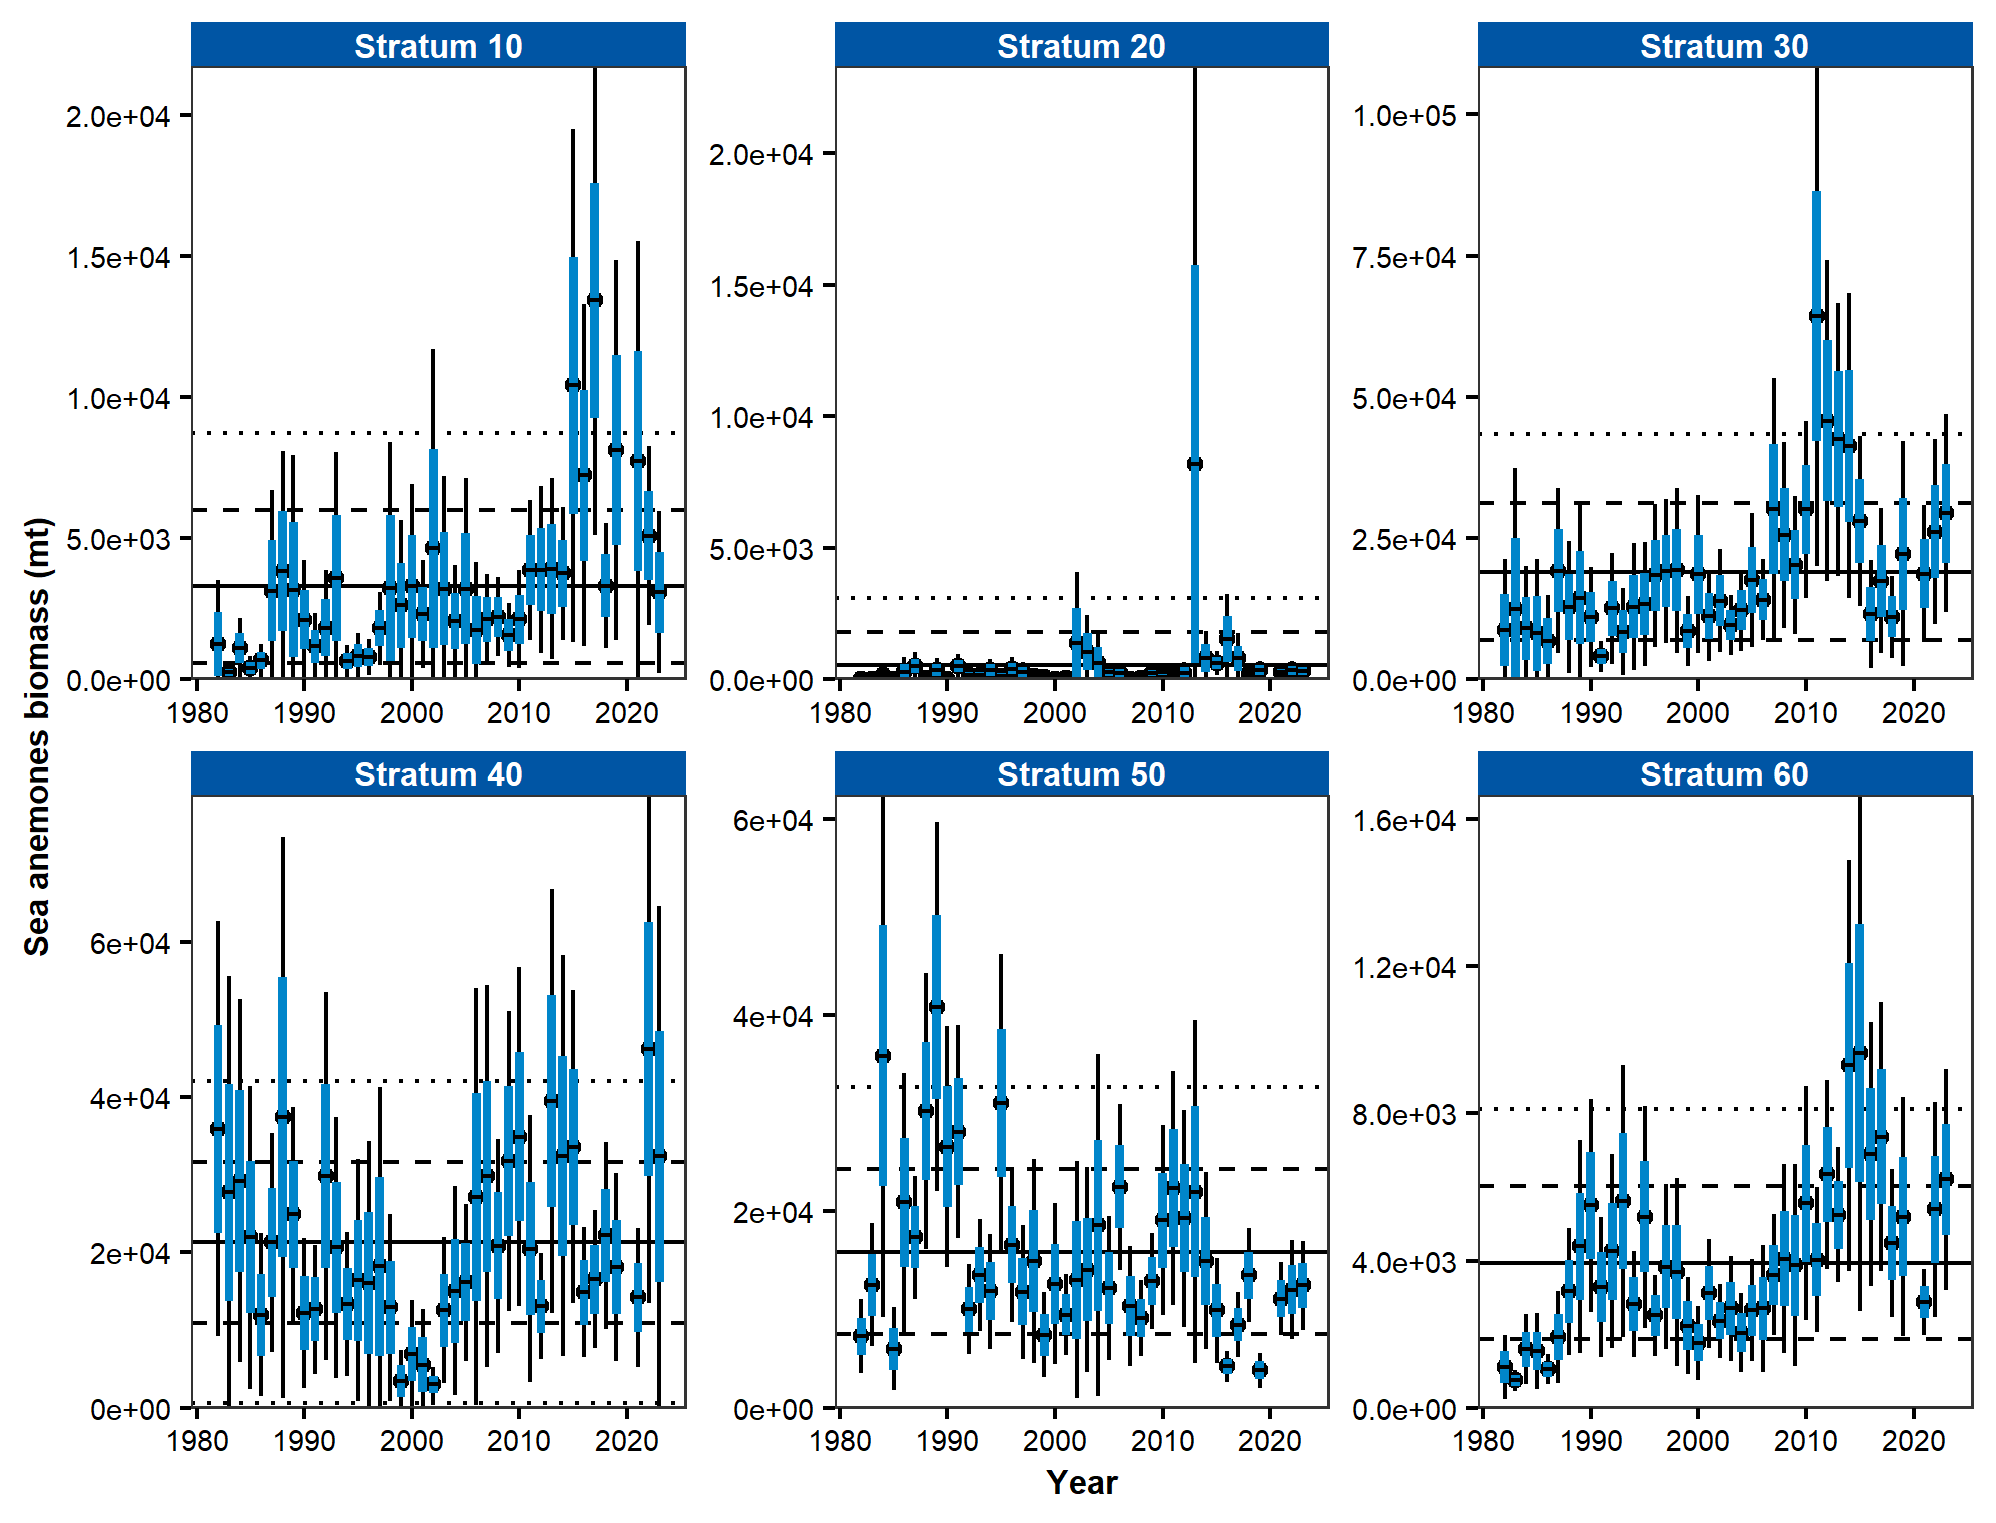 Stratum 10 Stratum 20 Stratum 30
2.0e+04
1.5e+04
1.0e+04
5.0e+03
0.0e+00
2.0e+04
1.5e+04
1.0e+04
5.0e+03
0.0e+00
1.0e+05
7.5e+04
5.0e+04
2.5e+04
0.0e+00
1980 1990 2000 2010 2020
1980 1990 2000 2010 2020
1980 1990 2000 2010 2020
Sea anemones biomass (mt)
Stratum 40 Stratum 50 Stratum 60
6e+04
4e+04
2e+04
0e+00
6e+04
4e+04
2e+04
0e+00
1.6e+04
1.2e+04
8.0e+03
4.0e+03
0.0e+00
1980 1990 2000 2010 2020
1980 1990 2000 2010 2020
1980 1990 2000 2010 2020
Year